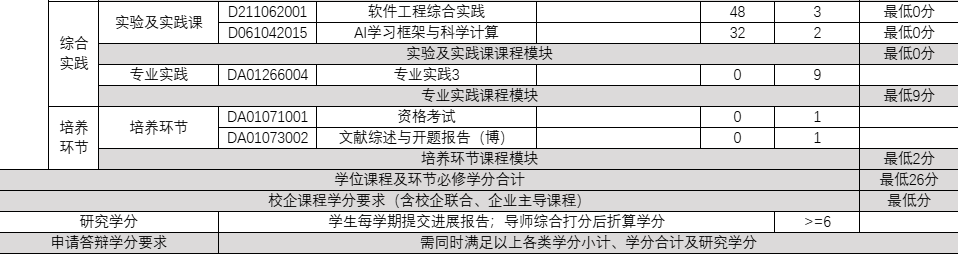 综合
实践
实验及实践课
D211062001 软件工程综合实践 48 3 最低0分
D061042015 AI学习框架与科学计算 32 2 最低0分
实验及实践课课程模块 最低0分
专业实践 DA01266004 专业实践3 0 9
专业实践课程模块 最低9分
培养
环节
培养环节
DA01071001 资格考试 0 1
DA01073002 文献综述与开题报告（博） 0 1
培养环节课程模块 最低2分
学位课程及环节必修学分合计 最低26分
校企课程学分要求（含校企联合、企业主导课程） 最低分
研究学分 学生每学期提交进展报告；导师综合打分后折算学分 >=6
申请答辩学分要求 需同时满足以上各类学分小计、学分合计及研究学分